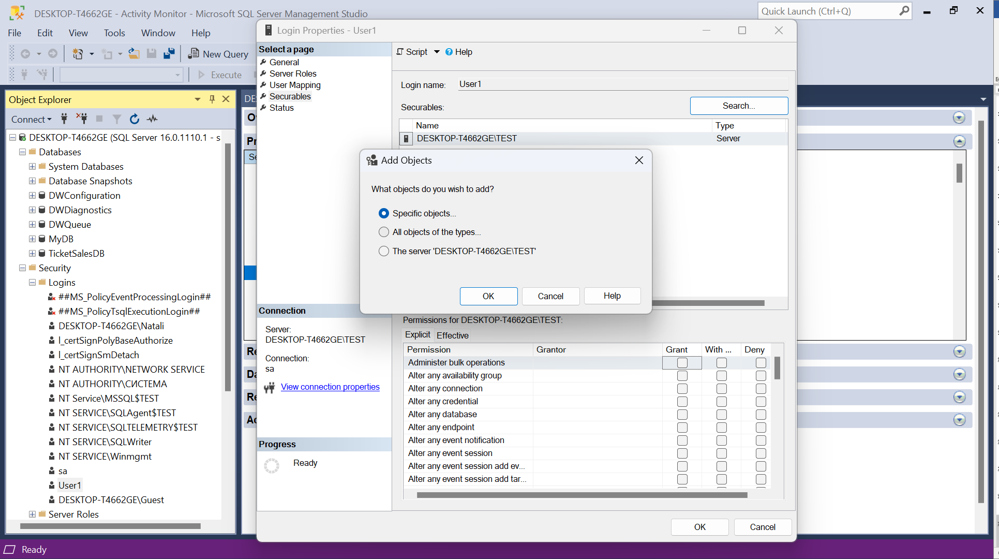 DESKTOP-T4662GE - Activity Monitor - Microsoft SQL Server Management Studio
Quick Launch (Ctrl+Q)
File Edit View Tools Window Help
New Query
Execute
Object Explorer
Connect
DESKTOP-T4662GE (SQL Server 16.0.1110.1 - s
Databases
System Databases
Database Snapshots
DWConfiguration
DWDiagnostics
DWQueue
MyDB
TicketSalesDB
Security
Logins
##MS_PolicyEventProcessingLogin##
##MS_PolicyTsqlExecutionLogin##
DESKTOP-T4662GE\Natali
l_certSignPolyBaseAuthorize
l_certSignSmDetach
NT AUTHORITY\NETWORK SERVICE
NT AUTHORITY\СИСТЕМА
NT Service\MSSQL$TEST
NT SERVICE\SQLAgent$TEST
NT SERVICE\SQLTELEMETRY$TEST
NT SERVICE\SQLWriter
NT SERVICE\Winmgmt
sa
User1
DESKTOP-T4662GE\Guest
Server Roles
Ready
Login Properties - User1
Select a page
General
Server Roles
User Mapping
Securables
Status
Connection
Server:
DESKTOP-T4662GE\TEST
Connection:
sa
View connection properties
Progress
Ready
Script Help
Login name: User1
Securables:
Search...
Name Type
DESKTOP-T4662GE\TEST Server
Add Objects
What objects do you wish to add?
Specific objects...
All objects of the types...
The server 'DESKTOP-T4662GE\TEST'
OK Cancel Help
Permissions for DESKTOP-T4662GE\TEST:
Explicit Effective
Permission Grantor Grant With ... Deny
Administer bulk operations
Alter any availability group
Alter any connection
Alter any credential
Alter any database
Alter any endpoint
Alter any event notification
Alter any event session
Alter any event session add ev...
Alter any event session add tar...
OK Cancel